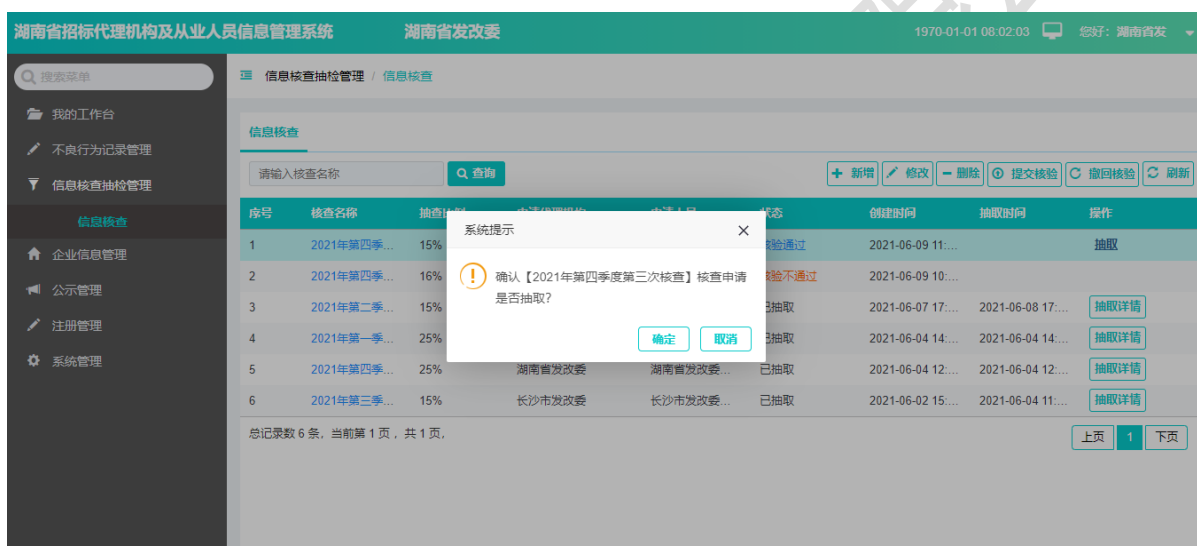 湖南省招标代理机构及从业人员信息管理系统 湖南省发改委 1970-01-01 08:02:03 您好：湖南省发
搜索菜单
信息核查抽检管理 / 信息核查
我的工作台
不良行为记录管理
信息核查抽检管理
信息核查
企业信息管理
公示管理
注册管理
系统管理
信息核查
请输入核查名称 查询 新增 修改 删除 提交核验 撤回核验 刷新
序号 核查名称 抽查比例 申请代理机构 申请人员 状态 创建时间 抽取时间 操作
1 2021年第四季... 15% 核验通过 2021-06-09 11:... 抽取
2 2021年第四季... 16% 核验不通过 2021-06-09 10:...
3 2021年第二季... 15% 已抽取 2021-06-07 17:... 2021-06-08 17:... 抽取详情
4 2021年第一季... 25% 已抽取 2021-06-04 14:... 2021-06-04 14:... 抽取详情
5 2021年第四季... 25% 湖南省发改委 湖南省发改委... 已抽取 2021-06-04 12:... 2021-06-04 12:... 抽取详情
6 2021年第三季... 15% 长沙市发改委 长沙市发改委... 已抽取 2021-06-02 15:... 2021-06-04 11:... 抽取详情
总记录数 6 条, 当前第 1 页 , 共 1 页,
上页 1 下页
系统提示
确认【2021年第四季度第三次核查】核查申请
是否抽取?
确定 取消